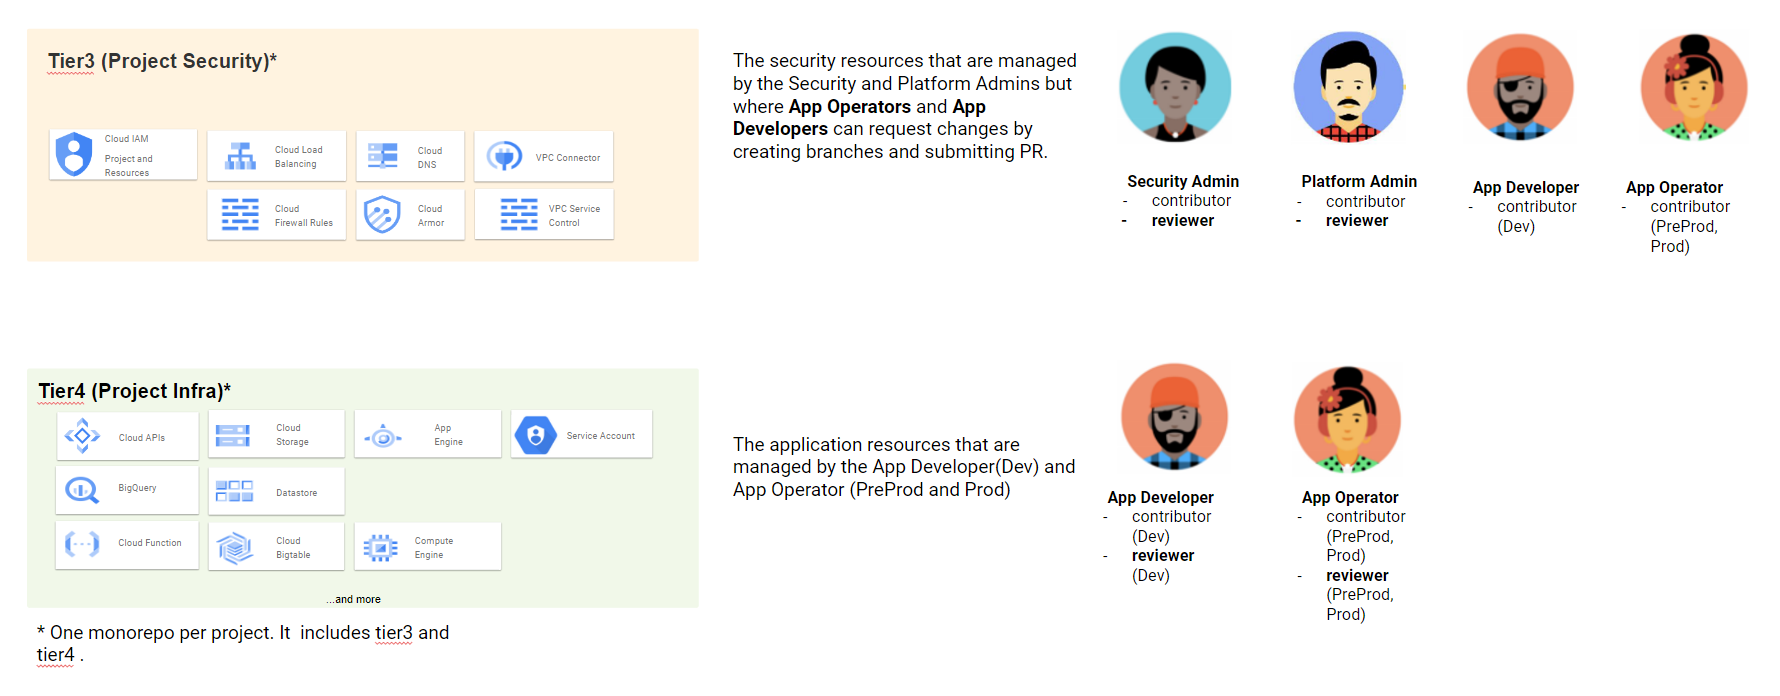 Tier3 (Project Security)*
Cloud IAM
Project and
Resources
Cloud Load
Balancing
Cloud
DNS
VPC Connector
Cloud
Firewall Rules
Cloud
Armor
VPC Service
Control
The security resources that are managed
by the Security and Platform Admins but
where App Operators and App
Developers can request changes by
creating branches and submitting PR.
Security Admin
- contributor
- reviewer
Platform Admin
- contributor
- reviewer
App Developer
- contributor
(Dev)
App Operator
- contributor
(PreProd,
Prod)
Tier4 (Project Infra)*
Cloud APIs
Cloud
Storage
App
Engine
Service Account
BigQuery
Datastore
Cloud Function
Cloud
Bigtable
Compute
Engine
...and more
The application resources that are
managed by the App Developer(Dev) and
App Operator (PreProd and Prod)
App Developer
- contributor
(Dev)
- reviewer
(Dev)
App Operator
- contributor
(PreProd,
Prod)
- reviewer
(PreProd,
Prod)
* One monorepo per project. It  includes tier3 and
tier4 .